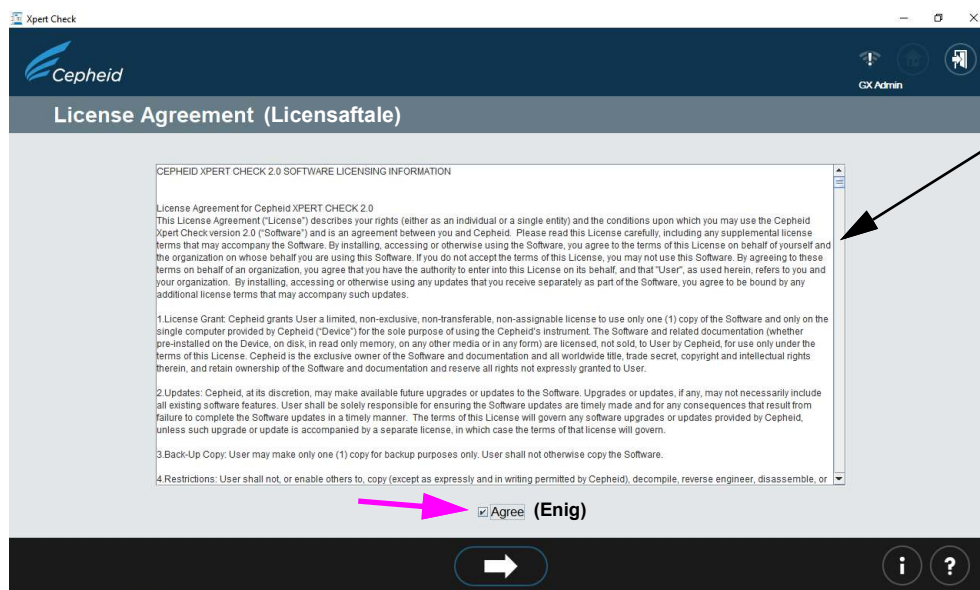 Xpert Check
Cepheid
GX Admin
License Agreement (Licensaftale)
CEPHEID XPERT CHECK 2.0 SOFTWARE LICENSING INFORMATION
License Agreement for Cepheid XPERT CHECK 2.0
This License Agreement ("License") describes your rights (either as an individual or a single entity) and the conditions upon which you may use the Cepheid
Xpert Check version 2.0 ("Software") and is an agreement between you and Cepheid. Please read this License carefully, including any supplemental license
terms that may accompany the Software. By installing, accessing or otherwise using the Software, you agree to the terms of this License on behalf of yourself and
the organization on whose behalf you are using this Software. If you do not accept the terms of this License, you may not use this Software. By agreeing to these
terms on behalf of an organization, you agree that you have the authority to enter into this License on its behalf, and that "User", as used herein, refers to you and
your organization. By installing, accessing or otherwise using any updates that you receive separately as part of the Software, you agree to be bound by any
additional license terms that may accompany such updates.
1.License Grant: Cepheid grants User a limited, non-exclusive, non-transferable, non-assignable license to use only one (1) copy of the Software and only on the
single computer provided by Cepheid ("Device") for the sole purpose of using the Cepheid's instrument. The Software and related documentation (whether
pre-installed on the Device, on disk, in read only memory, on any other media or in any form) are licensed, not sold, to User by Cepheid, for use only under the
terms of this License. Cepheid is the exclusive owner of the Software and documentation and all worldwide title, trade secret, copyright and intellectual rights
therein, and retain ownership of the Software and documentation and reserve all rights not expressly granted to User.
2.Updates: Cepheid, at its discretion, may make available future upgrades or updates to the Software. Upgrades or updates, if any, may not necessarily include
all existing software features. User shall be solely responsible for ensuring the Software updates are timely made and for any consequences that result from
failure to complete the Software updates in a timely manner. The terms of this License will govern any software upgrades or updates provided by Cepheid,
unless such upgrade or update is accompanied by a separate license, in which case the terms of that license will govern.
3.Back-Up Copy: User may make only one (1) copy for backup purposes only. User shall not otherwise copy the Software.
4.Restrictions: User shall not, or enable others to, copy (except as expressly and in writing permitted by Cepheid), decompile, reverse engineer, disassemble, or
Agree (Enig)
i ?